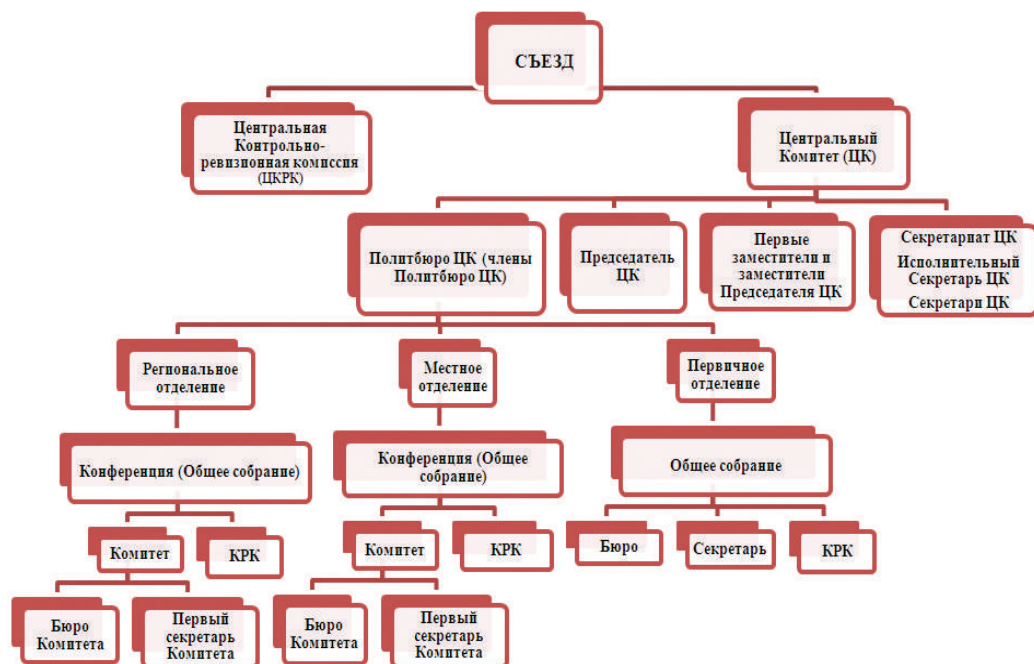 СЪЕЗД
Центральная
Контрольно-
ревизионная комиссия
(ЦКРК)
Центральный
Комитет (ЦК)
Политбюро ЦК (члены
Политбюро ЦК)
Председатель
ЦК
Первые
заместители и
заместители
Председателя ЦК
Секретариат ЦК
Исполнительный
Секретарь ЦК
Секретари ЦК
Региональное
отделение
Местное
отделение
Первичное
отделение
Конференция (Общее собрание)
Конференция (Общее
собрание)
Общее собрание
Комитет
КРК
Комитет
КРК
Бюро
Секретарь
КРК
Бюро
Комитета
Первый
секретарь
Комитета
Бюро
Комитета
Первый
секретарь
Комитета